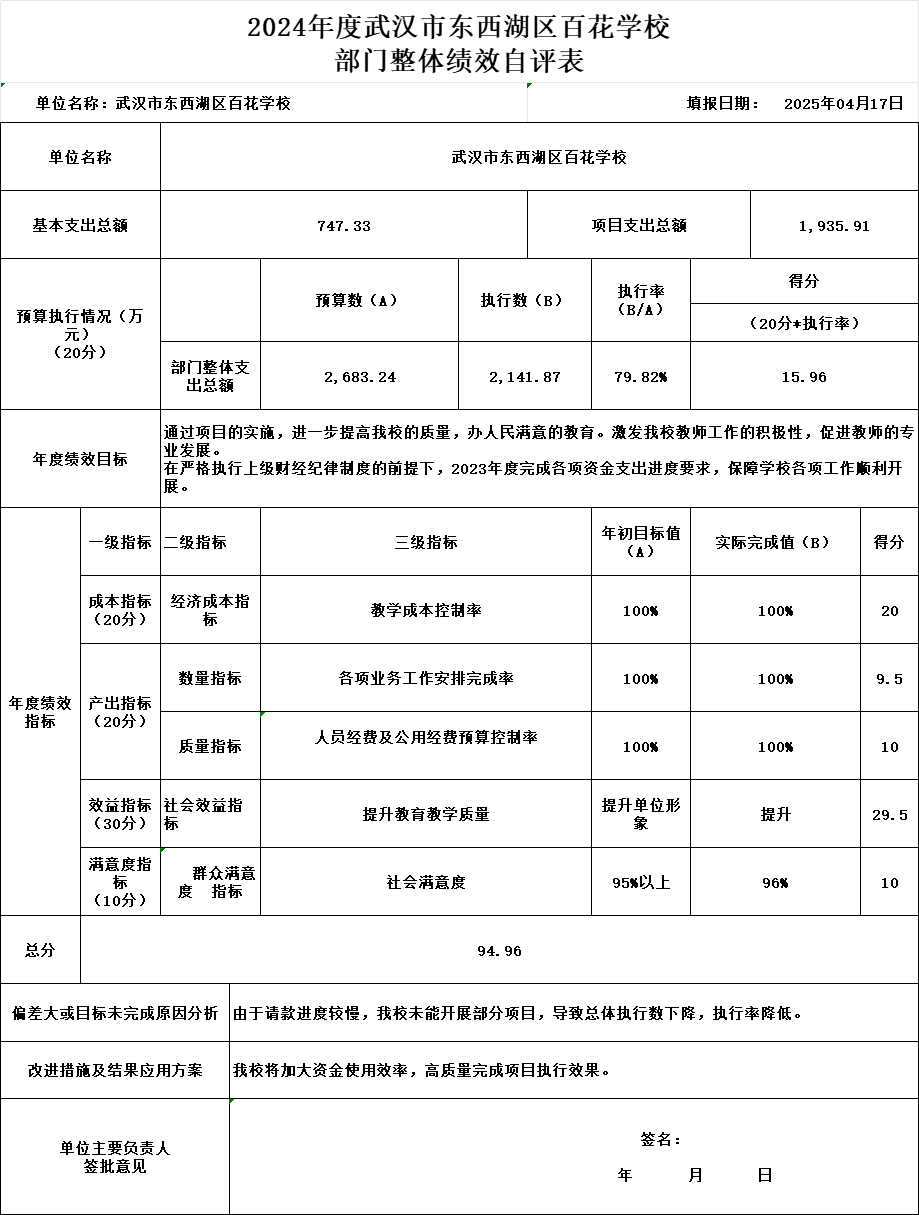 2024年度武汉市东西湖区百花学校
部门整体绩效自评表
单位名称：武汉市东西湖区百花学校
填报日期： 2025年04月17日
单位名称
武汉市东西湖区百花学校
基本支出总额
747.33
项目支出总额
1,935.91
预算执行情况（万
元）
（20分）
预算数（A）
执行数（B）
执行率
（B/A）
得分
（20分*执行率）
部门整体支
出总额
2,683.24
2,141.87
79.82%
15.96
年度绩效目标
通过项目的实施，进一步提高我校的质量，办人民满意的教育。激发我校教师工作的积极性，促进教师的专
业发展。
在严格执行上级财经纪律制度的前提下，2023年度完成各项资金支出进度要求，保障学校各项工作顺利开
展。
年度绩效
指标
一级指标
二级指标
三级指标
年初目标值
（A）
实际完成值（B）
得分
成本指标
（20分）
经济成本指
标
教学成本控制率
100%
100%
20
产出指标
（20分）
数量指标
各项业务工作安排完成率
100%
100%
9.5
质量指标
人员经费及公用经费预算控制率
100%
100%
10
效益指标
（30分）
社会效益指
标
提升教育教学质量
提升单位形
象
提升
29.5
满意度指
标
（10分）
群众满意
度 指标
社会满意度
95%以上
96%
10
总分
94.96
偏差大或目标未完成原因分析
由于请款进度较慢，我校未能开展部分项目，导致总体执行数下降，执行率降低。
改进措施及结果应用方案
我校将加大资金使用效率，高质量完成项目执行效果。
单位主要负责人
签批意见
签名：
年 月 日